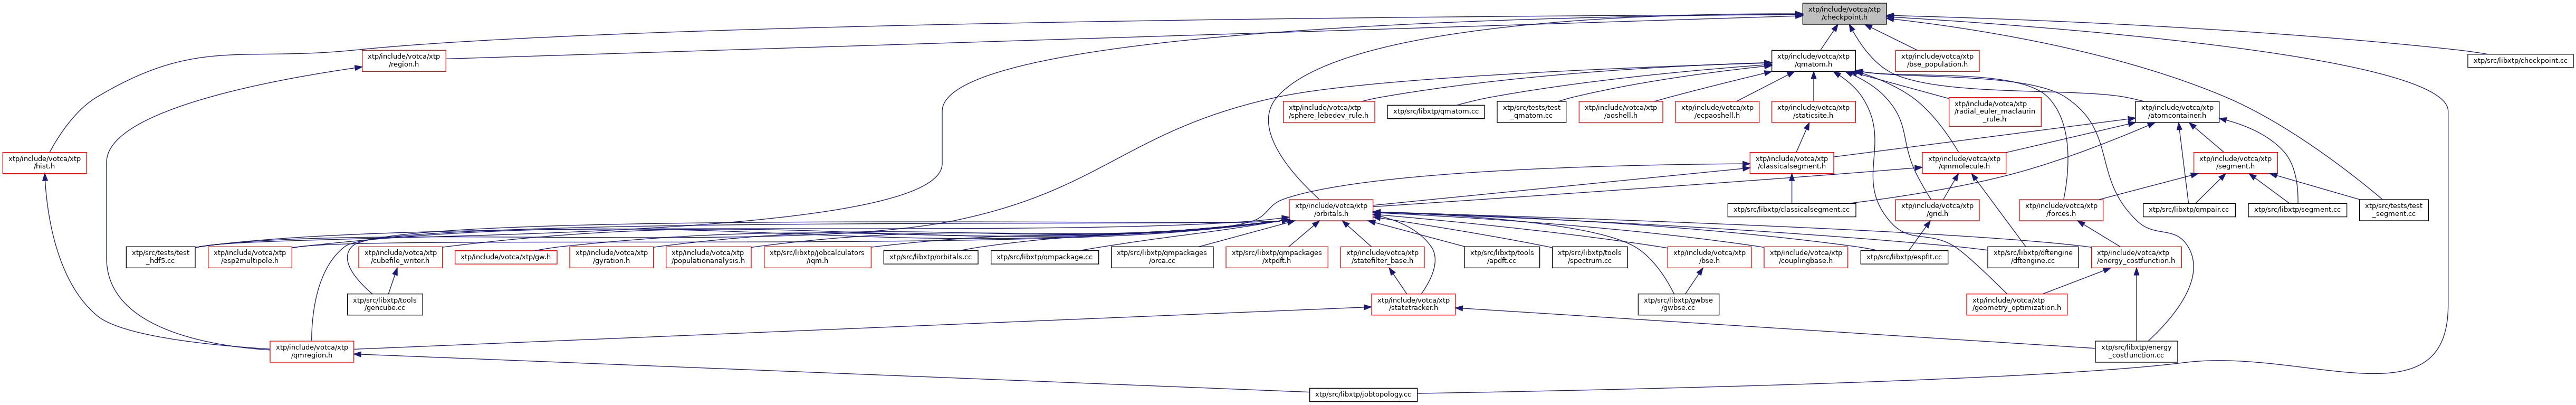 xtp/include/votca/xtp
/checkpoint.h
xtp/include/votca/xtp
/region.h
xtp/include/votca/xtp
/qmatom.h
xtp/include/votca/xtp
/bse_population.h
xtp/src/libxtp/checkpoint.cc
xtp/include/votca/xtp
/sphere_lebedev_rule.h
xtp/src/libxtp/qmatom.cc
xtp/src/tests/test
_qmatom.cc
xtp/include/votca/xtp
/aoshell.h
xtp/include/votca/xtp
/ecpaoshell.h
xtp/include/votca/xtp
/staticsite.h
xtp/include/votca/xtp
/radial_euler_maclaurin
_rule.h
xtp/include/votca/xtp
/atomcontainer.h
xtp/include/votca/xtp
/hist.h
xtp/include/votca/xtp
/classicalsegment.h
xtp/include/votca/xtp
/qmmolecule.h
xtp/include/votca/xtp
/segment.h
xtp/include/votca/xtp
/orbitals.h
xtp/src/libxtp/classicalsegment.cc
xtp/include/votca/xtp
/grid.h
xtp/include/votca/xtp
/forces.h
xtp/src/libxtp/qmpair.cc
xtp/src/libxtp/segment.cc
xtp/src/tests/test
_segment.cc
xtp/src/tests/test
_hdf5.cc
xtp/include/votca/xtp
/esp2multipole.h
xtp/include/votca/xtp
/cubefile_writer.h
xtp/include/votca/xtp/gw.h
xtp/include/votca/xtp
/gyration.h
xtp/include/votca/xtp
/populationanalysis.h
xtp/src/libxtp/jobcalculators
/iqm.h
xtp/src/libxtp/orbitals.cc
xtp/src/libxtp/qmpackage.cc
xtp/src/libxtp/qmpackages
/orca.cc
xtp/src/libxtp/qmpackages
/xtpdft.h
xtp/include/votca/xtp
/statefilter_base.h
xtp/src/libxtp/tools
/apdft.cc
xtp/src/libxtp/tools
/spectrum.cc
xtp/include/votca/xtp
/bse.h
xtp/include/votca/xtp
/couplingbase.h
xtp/src/libxtp/espfit.cc
xtp/src/libxtp/dftengine
/dftengine.cc
xtp/include/votca/xtp
/energy_costfunction.h
xtp/src/libxtp/tools
/gencube.cc
xtp/include/votca/xtp
/statetracker.h
xtp/src/libxtp/gwbse
/gwbse.cc
xtp/include/votca/xtp
/geometry_optimization.h
xtp/include/votca/xtp
/qmregion.h
xtp/src/libxtp/energy
_costfunction.cc
xtp/src/libxtp/jobtopology.cc